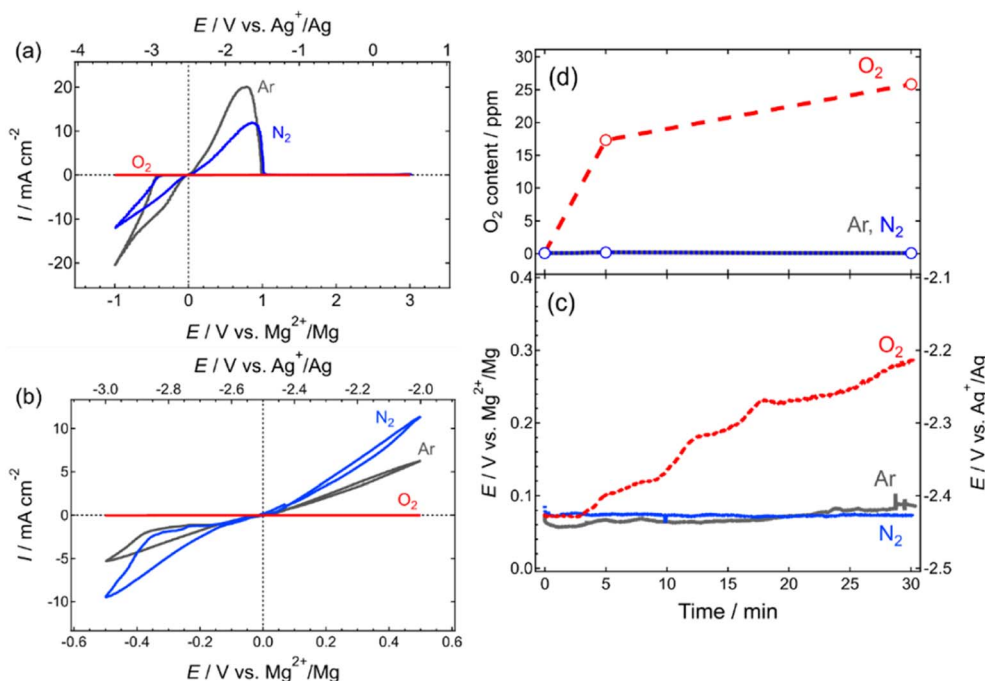 E / V vs. Ag⁺/Ag
-4 -3 -2 -1 0 1
(a)
Ar
N₂
O₂
20
10
0
-10
-20
I / mA cm⁻²
-1 0 1 2 3
E / V vs. Mg²⁺/Mg
E / V vs. Ag⁺/Ag
-3.0 -2.8 -2.6 -2.4 -2.2 -2.0
(b)
N₂
Ar
O₂
10
5
0
-5
-10
I / mA cm⁻²
-0.6 -0.4 -0.2 0.0 0.2 0.4 0.6
E / V vs. Mg²⁺/Mg
(d)
O₂
Ar, N₂
30
25
20
15
10
5
0
O₂ content / ppm
(c)
O₂
Ar
N₂
0.4
0.3
0.2
0.1
0.0
E / V vs. Mg²⁺/Mg
-2.1
-2.2
-2.3
-2.4
-2.5
E / V vs. Ag⁺/Ag
0 5 10 15 20 25 30
Time / min